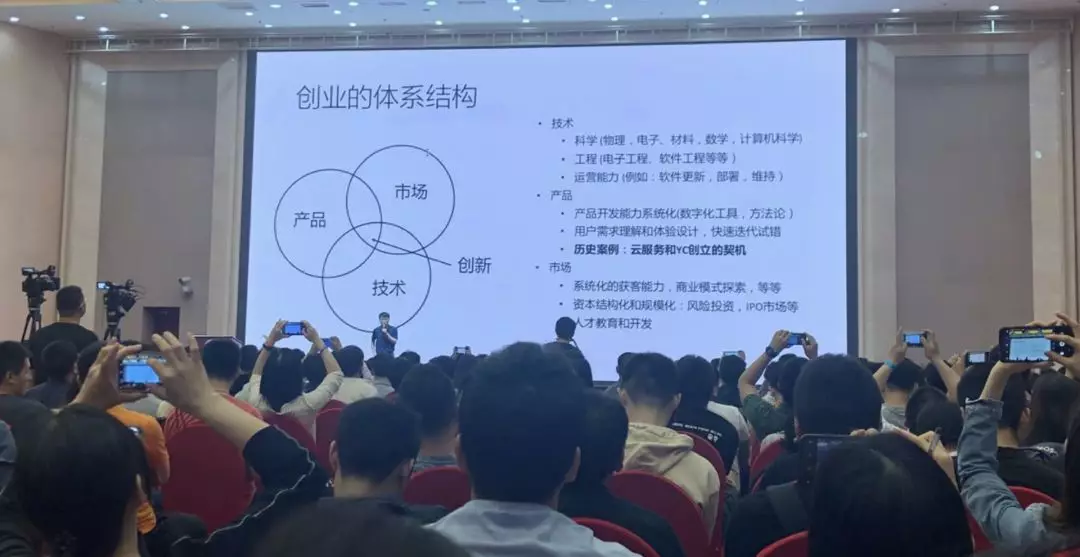 创业的体系结构
产品
市场
技术
创新
• 技术
• 科学 (物理，电子、材料，数学，计算机科学)
• 工程 (电子工程、软件工程等等 )
• 运营能力 (例如：软件更新，部署，维持 )
• 产品
• 产品开发能力系统化(数字化工具，方法论 )
• 用户需求理解和体验设计，快速迭代试错
• 历史案例：云服务和YC创立的契机
• 市场
• 系统化的获客能力，商业模式探索，等等
• 资本结构化和规模化：风险投资，IPO市场等
人才教育和开发